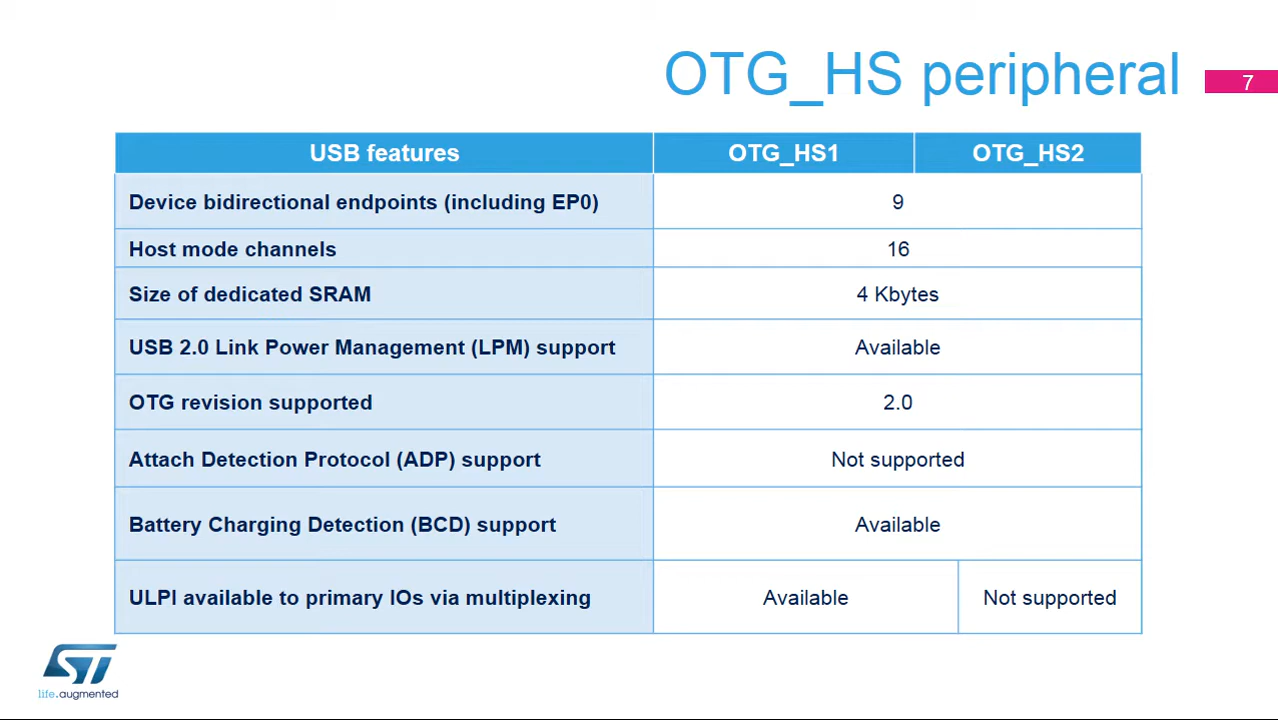 OTG_HS peripheral
7
USB features OTG_HS1 OTG_HS2
Device bidirectional endpoints (including EP0) 9
Host mode channels 16
Size of dedicated SRAM 4 Kbytes
USB 2.0 Link Power Management (LPM) support Available
OTG revision supported 2.0
Attach Detection Protocol (ADP) support Not supported
Battery Charging Detection (BCD) support Available
ULPI available to primary IOs via multiplexing Available Not supported
ST
life.augmented